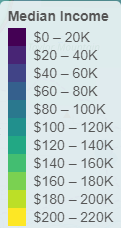 Median Income
$0 – 20K
$20 – 40K
$40 – 60K
$60 – 80K
$80 – 100K
$100 – 120K
$120 – 140K
$140 – 160K
$160 – 180K
$180 – 200K
$200 – 220K